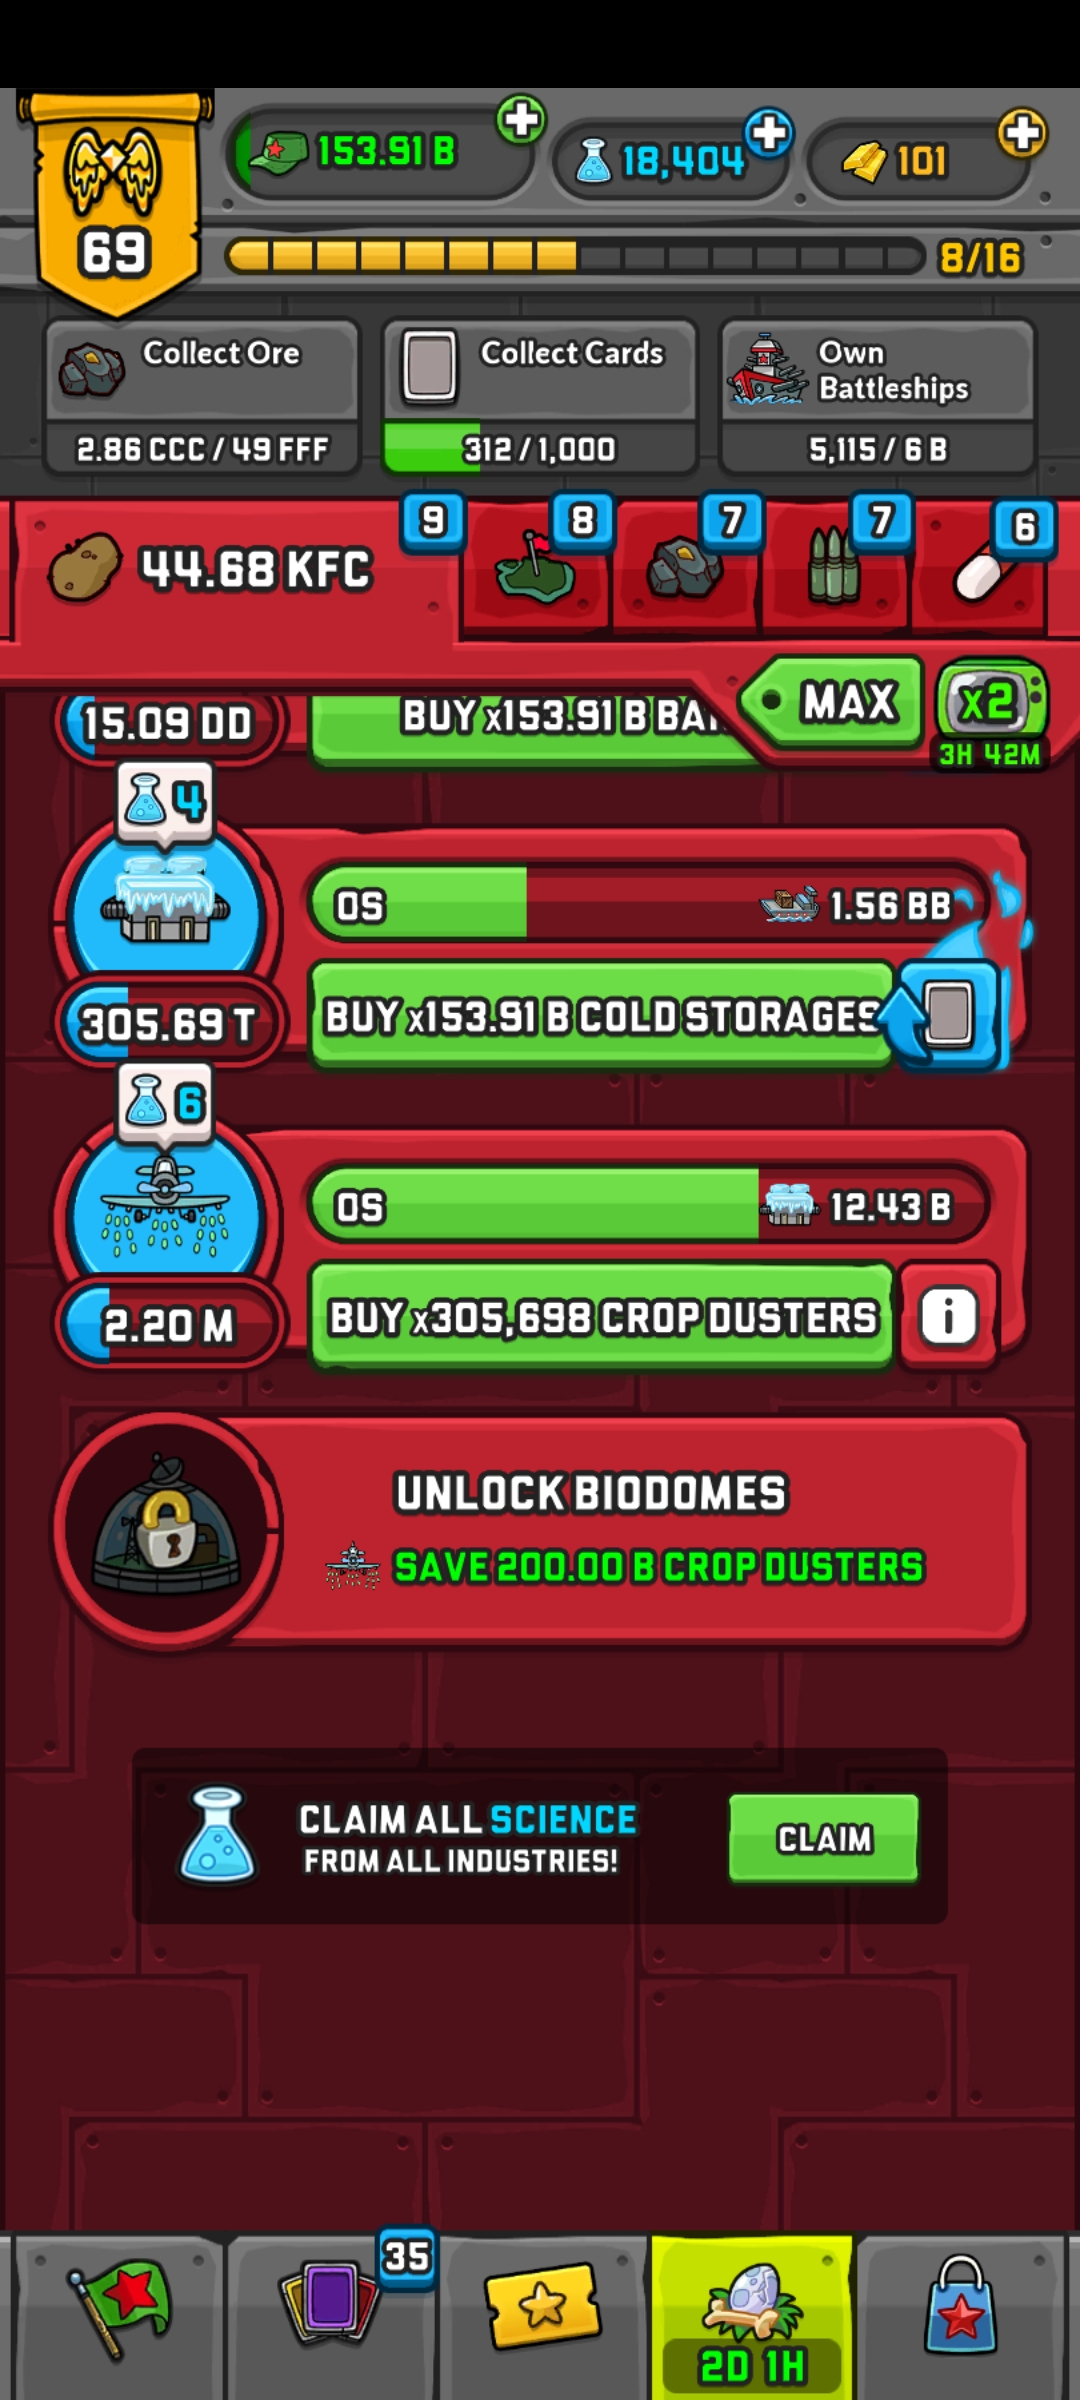 153.91 B
18,404
101
69
8/16
Collect Ore
2.86 CCC / 49 FFF
Collect Cards
312 / 1,000
Own
Battleships
5,115 / 6 B
44.68 KFC
9
8
7
7
6
MAX
x2
3H 42M
15.09 DD
BUY x153.91 B
4
0S
1.56 BB
305.69 T
BUY x153.91 B COLD STORAGES
6
0S
12.43 B
2.20 M
BUY x305,698 CROP DUSTERS
i
UNLOCK BIODOMES
SAVE 200.00 B CROP DUSTERS
CLAIM ALL SCIENCE
FROM ALL INDUSTRIES!
CLAIM
35
2D 1H